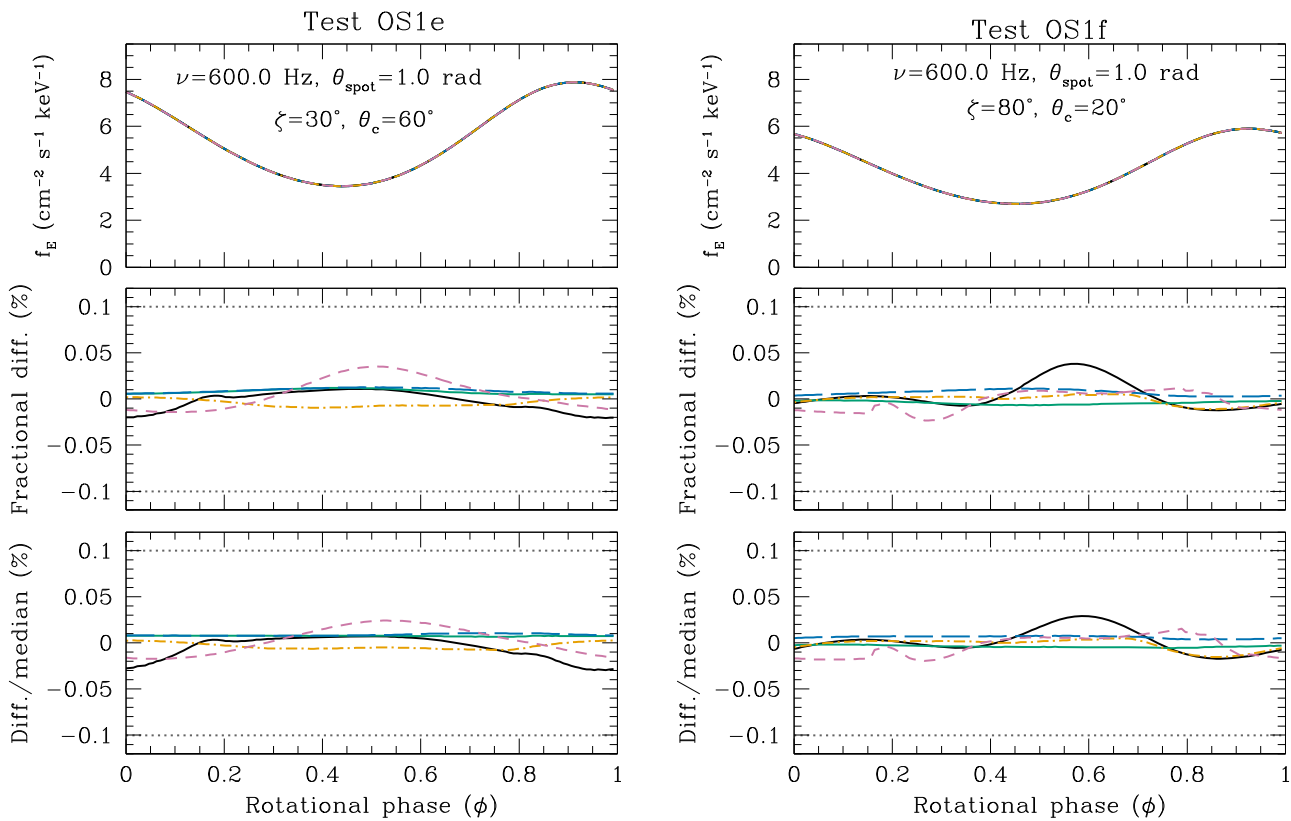 Test OS1e
ν=600.0 Hz, θspot=1.0 rad
ζ=30°, θc=60°
fE (cm−2 s−1 keV−1)
8
6
4
2
0
Fractional diff. (%)
0.1
0.05
0
−0.05
−0.1
Diff./median (%)
0.1
0.05
0
−0.05
−0.1
0 0.2 0.4 0.6 0.8 1
Rotational phase (ϕ)
Test OS1f
ν=600.0 Hz, θspot=1.0 rad
ζ=80°, θc=20°
fE (cm−2 s−1 keV−1)
8
6
4
2
0
Fractional diff. (%)
0.1
0.05
0
−0.05
−0.1
Diff./median (%)
0.1
0.05
0
−0.05
−0.1
0 0.2 0.4 0.6 0.8 1
Rotational phase (ϕ)